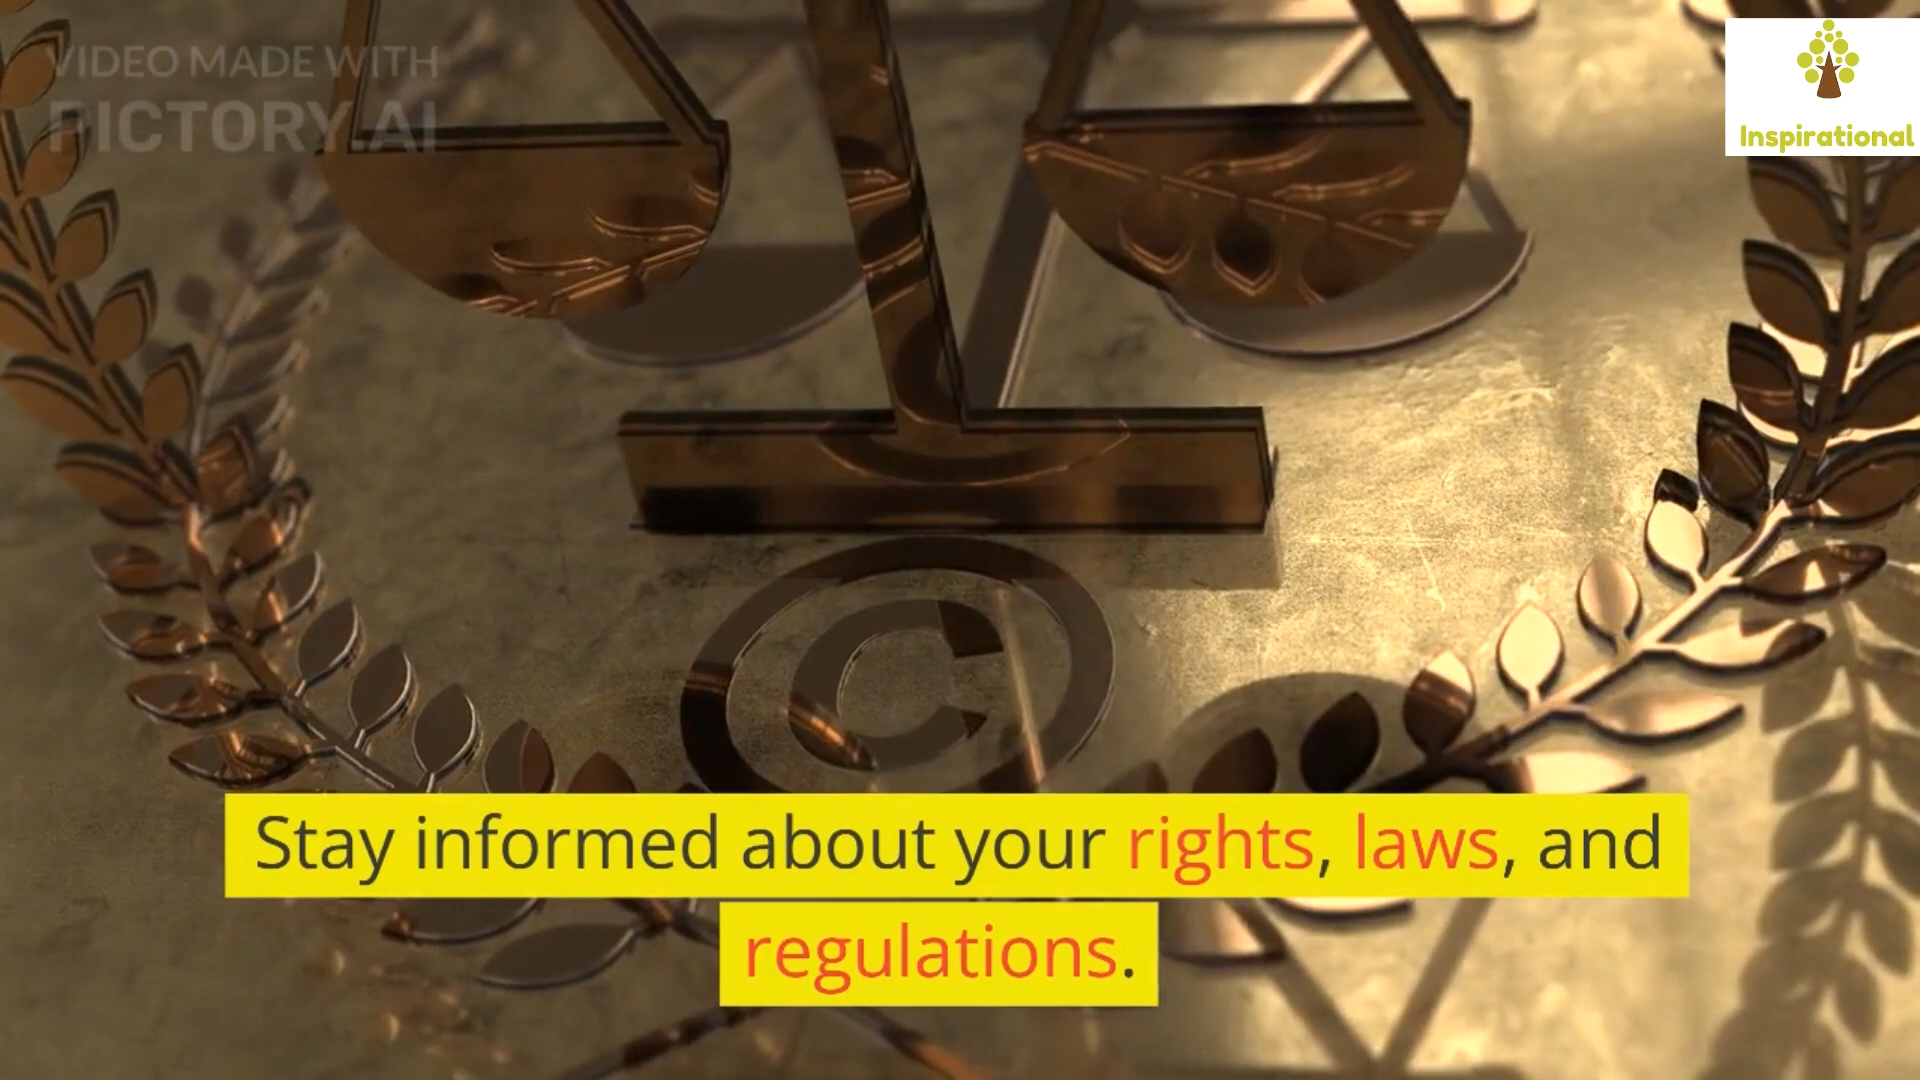 VIDEO MADE WITH
PICTORY.AI
Inspirational
©
Stay informed about your rights, laws, and
regulations.